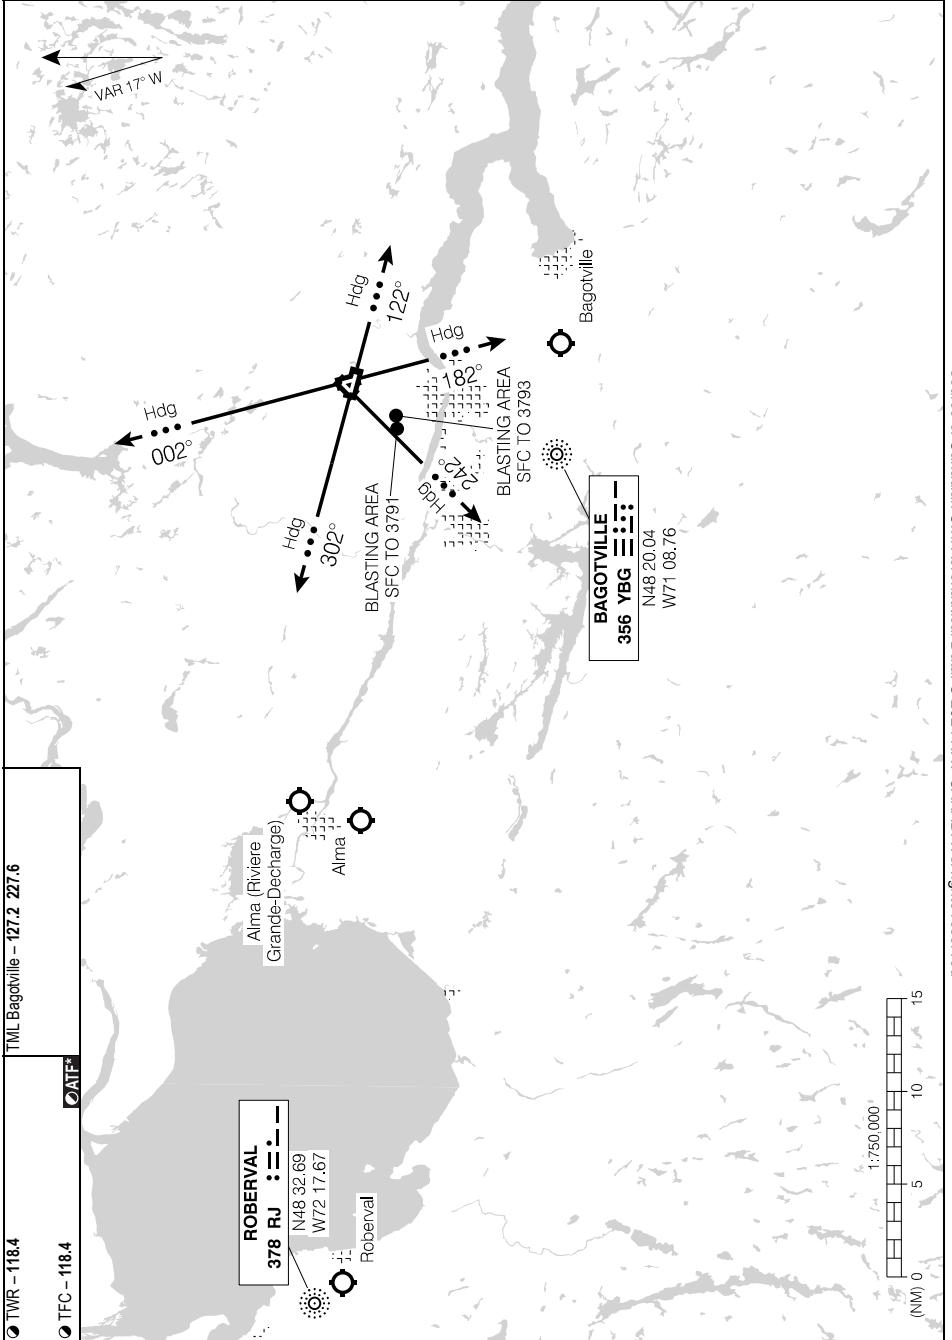 TWR – 118.4
TML Bagotville – 127.2 227.6
TFC – 118.4
ATF*
VAR 17° W
Hdg
002°
Hdg
122°
Hdg
182°
Hdg
242°
Hdg
302°
BLASTING AREA
SFC TO 3791
BLASTING AREA
SFC TO 3793
Bagotville
BAGOTVILLE
356 YBG
N48 20.04
W71 08.76
Alma (Riviere
Grande-Decharge)
Alma
ROBERVAL
378 RJ
N48 32.69
W72 17.67
Roberval
1:750,000
(NM) 0 5 10 15